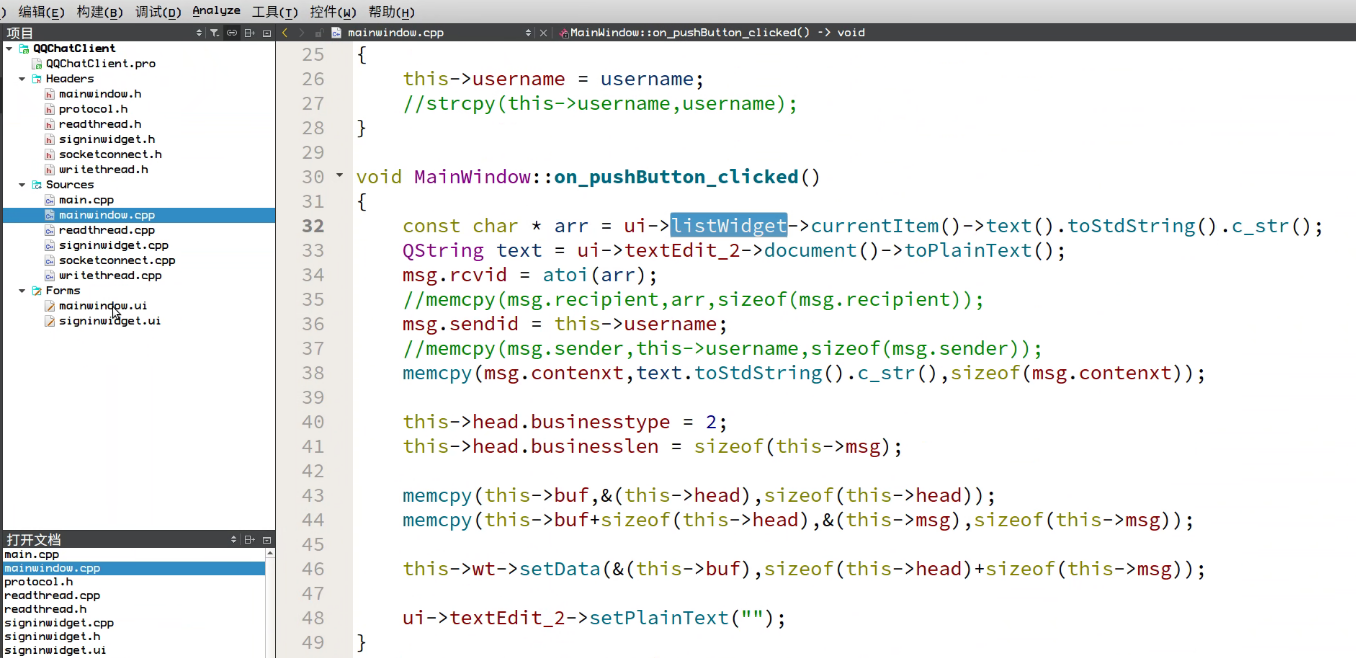 ) 编辑(E) 构建(B) 调试(D) Analyze 工具(T) 控件(W) 帮助(H)
项目
mainwindow.cpp
MainWindow::on_pushButton_clicked() -> void
QQChatClient
QQChatClient.pro
Headers
mainwindow.h
protocol.h
readthread.h
signinwidget.h
socketconnect.h
writethread.h
Sources
main.cpp
mainwindow.cpp
readthread.cpp
signinwidget.cpp
socketconnect.cpp
writethread.cpp
Forms
mainwindow.ui
signinwidget.ui
打开文档
main.cpp
mainwindow.cpp
protocol.h
readthread.cpp
readthread.h
signinwidget.cpp
signinwidget.h
signinwidget.ui
25 {
26 this->username = username;
27 //strcpy(this->username,username);
28 }
29
30 void MainWindow::on_pushButton_clicked()
31 {
32 const char * arr = ui->listWidget->currentItem()->text().toStdString().c_str();
33 QString text = ui->textEdit_2->document()->toPlainText();
34 msg.rcvid = atoi(arr);
35 //memcpy(msg.recipient,arr,sizeof(msg.recipient));
36 msg.sendid = this->username;
37 //memcpy(msg.sender,this->username,sizeof(msg.sender));
38 memcpy(msg.contenxt,text.toStdString().c_str(),sizeof(msg.contenxt));
39
40 this->head.businesstype = 2;
41 this->head.businesslen = sizeof(this->msg);
42
43 memcpy(this->buf,&(this->head),sizeof(this->head));
44 memcpy(this->buf+sizeof(this->head),&(this->msg),sizeof(this->msg));
45
46 this->wt->setData(&(this->buf),sizeof(this->head)+sizeof(this->msg));
47
48 ui->textEdit_2->setPlainText("");
49 }